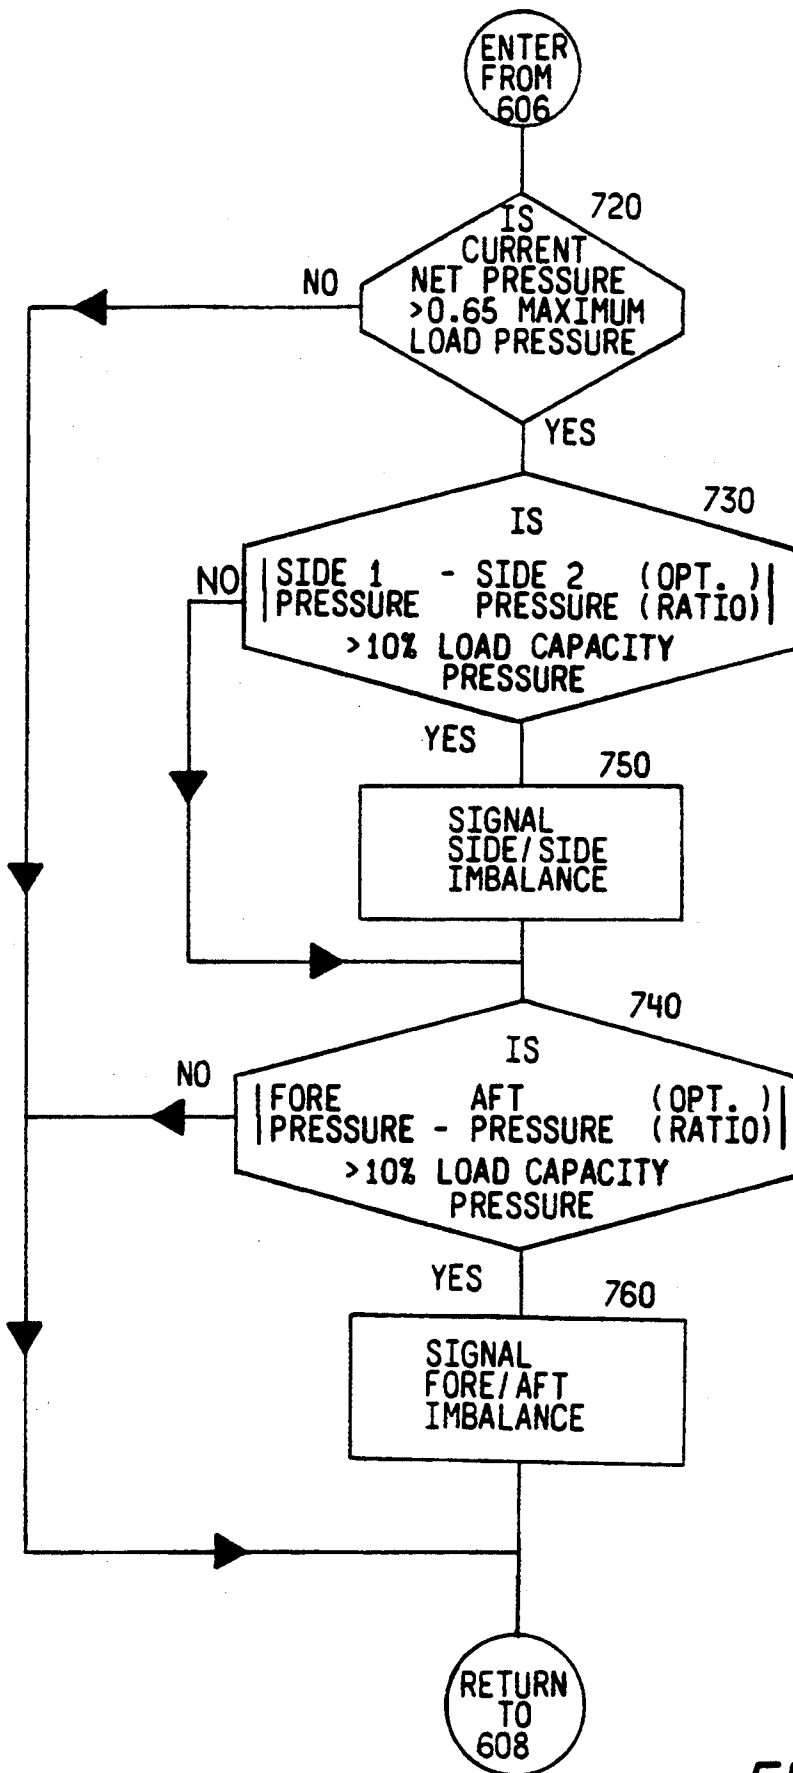 ENTER
FROM
606
720
IS
CURRENT
NET PRESSURE
>0.65 MAXIMUM
LOAD PRESSURE
NO
YES
730
IS
|SIDE 1 - SIDE 2 (OPT. )|
|PRESSURE PRESSURE (RATIO)|
>10% LOAD CAPACITY
PRESSURE
NO
YES
750
SIGNAL
SIDE/SIDE
IMBALANCE
740
IS
|FORE AFT (OPT. )|
|PRESSURE - PRESSURE (RATIO)|
>10% LOAD CAPACITY
PRESSURE
NO
YES
760
SIGNAL
FORE/AFT
IMBALANCE
RETURN
TO
608